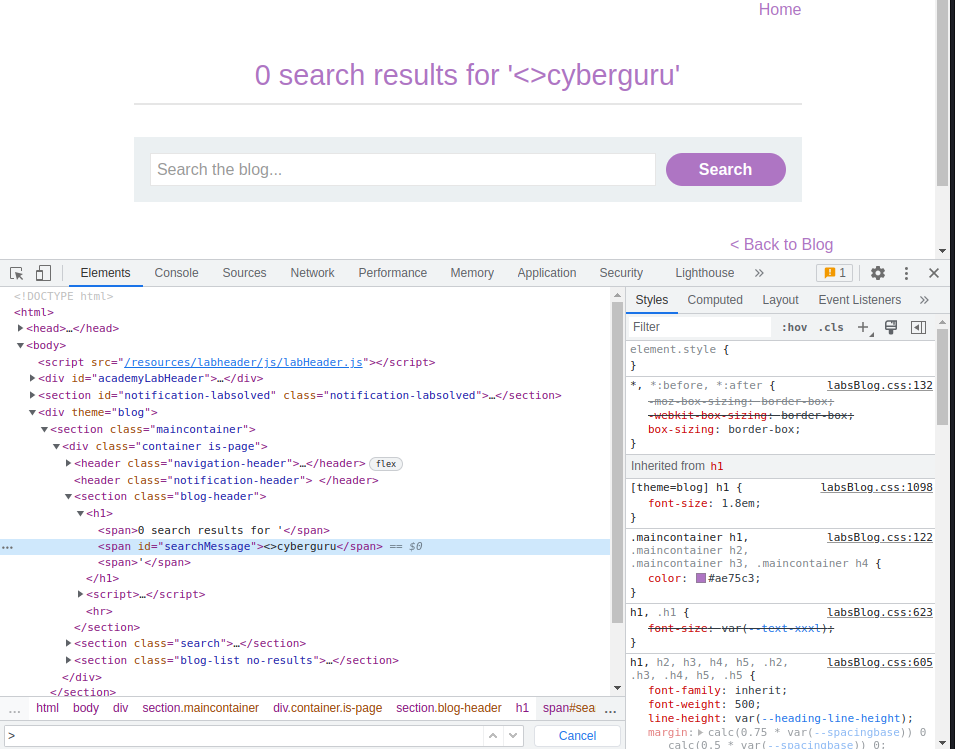 Home
0 search results for '<>cyberguru'
Search the blog...
Search
< Back to Blog
Elements Console Sources Network Performance Memory Application Security Lighthouse » 1
<!DOCTYPE html>
<html>
<head>…</head>
<body>
<script src="/resources/labheader/js/labHeader.js"></script>
<div id="academyLabHeader">…</div>
<section id="notification-labsolved" class="notification-labsolved">…</section>
<div theme="blog">
<section class="maincontainer">
<div class="container is-page">
<header class="navigation-header">…</header> flex
<header class="notification-header"> </header>
<section class="blog-header">
<h1>
<span>0 search results for '</span>
… <span id="searchMessage"><>cyberguru</span> == $0
<span>'</span>
</h1>
<script>…</script>
<hr>
</section>
<section class="search">…</section>
<section class="blog-list no-results">…</section>
</div>
</section>
… html body div section.maincontainer div.container.is-page section.blog-header h1 span#sea …
> Cancel
Styles Computed Layout Event Listeners »
Filter :hov .cls +
element.style {
}
*, *:before, *:after { labsBlog.css:132
-moz-box-sizing: border-box;
-webkit-box-sizing: border-box;
box-sizing: border-box;
}
Inherited from h1
[theme=blog] h1 { labsBlog.css:1098
font-size: 1.8em;
}
.maincontainer h1, labsBlog.css:122
.maincontainer h2,
.maincontainer h3, .maincontainer h4 {
color: #ae75c3;
}
h1, .h1 { labsBlog.css:623
font-size: var(--text-xxxl);
}
h1, h2, h3, h4, h5, .h2, labsBlog.css:605
.h3, .h4, h5, .h5 {
font-family: inherit;
font-weight: 500;
line-height: var(--heading-line-height);
margin: calc(0.75 * var(--spacingbase)) 0
calc(0.5 * var(--spacingbase)) 0;